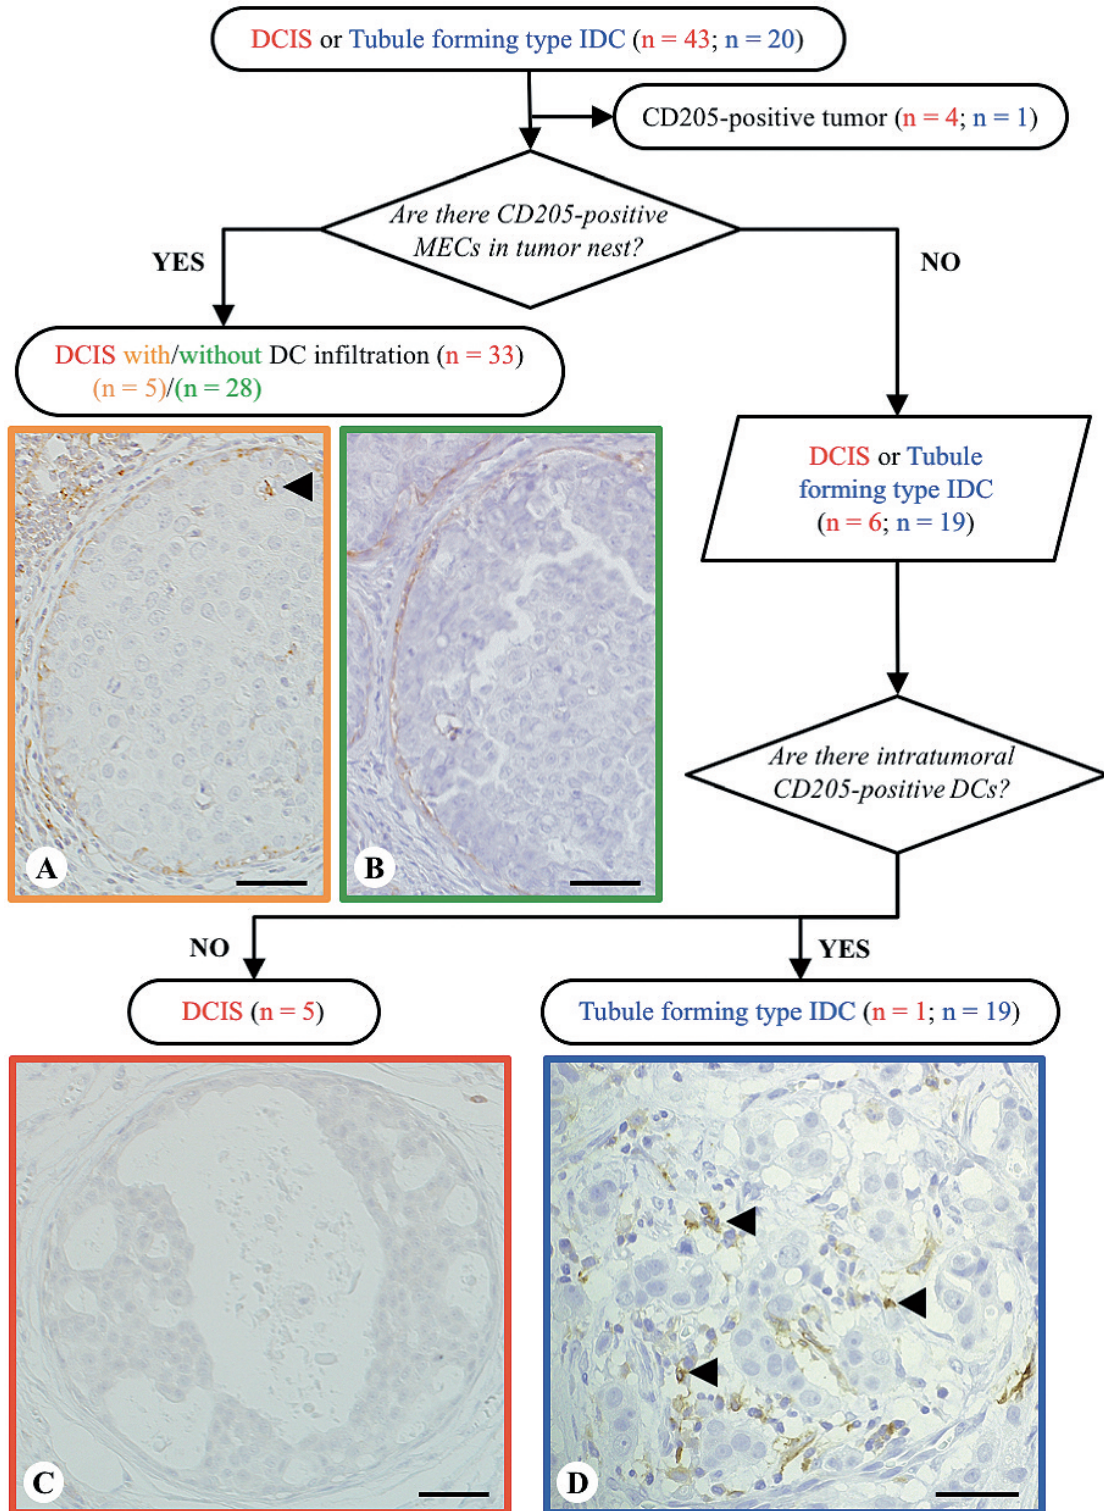 DCIS or Tubule forming type IDC (n = 43; n = 20)
CD205-positive tumor (n = 4; n = 1)
Are there CD205-positive
MECs in tumor nest?
YES
NO
DCIS with/without DC infiltration (n = 33)
(n = 5)/(n = 28)
DCIS or Tubule
forming type IDC
(n = 6; n = 19)
A
B
Are there intratumoral
CD205-positive DCs?
NO
YES
DCIS (n = 5)
Tubule forming type IDC (n = 1; n = 19)
C
D